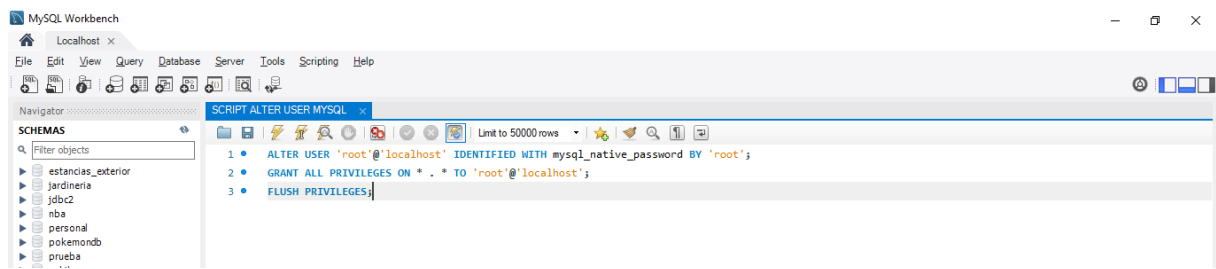 MySQL Workbench
Localhost ×
File Edit View Query Database Server Tools Scripting Help
Navigator
SCRIPT ALTER USER MYSQL ×
SCHEMAS
Limit to 50000 rows
Filter objects
1 ALTER USER 'root'@'localhost' IDENTIFIED WITH mysql_native_password BY 'root';
2 GRANT ALL PRIVILEGES ON * . * TO 'root'@'localhost';
3 FLUSH PRIVILEGES;
estancias_exterior
jardineria
jdbc2
nba
personal
pokemondb
prueba